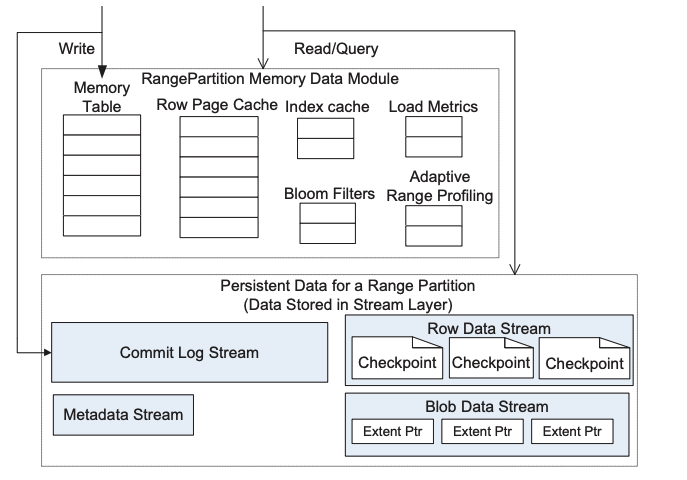 Write
Read/Query
RangePartition Memory Data Module
Memory
Table
Row Page Cache
Index cache
Load Metrics
Bloom Filters
Adaptive
Range Profiling
Persistent Data for a Range Partition
(Data Stored in Stream Layer)
Commit Log Stream
Row Data Stream
Checkpoint
Checkpoint
Checkpoint
Metadata Stream
Blob Data Stream
Extent Ptr
Extent Ptr
Extent Ptr